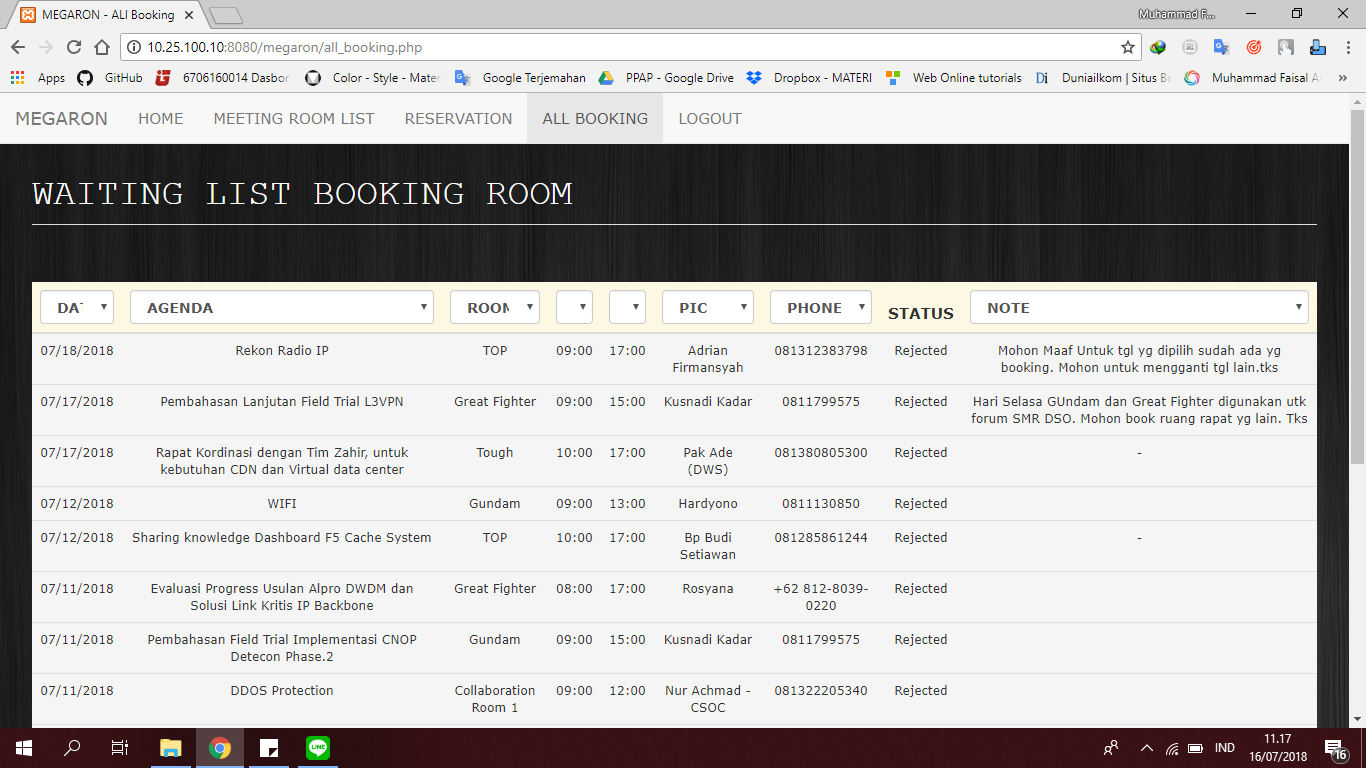 MEGARON - ALl Booking
Muhammad F...
10.25.100.10:8080/megaron/all_booking.php
Apps GitHub 6706160014 Dasbor Color - Style - Mater Google Terjemahan PPAP - Google Drive Dropbox - MATERI Web Online tutorials Duniailkom | Situs Be Muhammad Faisal A
MEGARON HOME MEETING ROOM LIST RESERVATION ALL BOOKING LOGOUT
WAITING LIST BOOKING ROOM
DA AGENDA ROOM PIC PHONE STATUS NOTE
07/18/2018 Rekon Radio IP TOP 09:00 17:00 Adrian Firmansyah 081312383798 Rejected Mohon Maaf Untuk tgl yg dipilih sudah ada yg
booking. Mohon untuk mengganti tgl lain.tks
07/17/2018 Pembahasan Lanjutan Field Trial L3VPN Great Fighter 09:00 15:00 Kusnadi Kadar 0811799575 Rejected Hari Selasa GUndam dan Great Fighter digunakan utk
forum SMR DSO. Mohon book ruang rapat yg lain. Tks
07/17/2018 Rapat Kordinasi dengan Tim Zahir, untuk
kebutuhan CDN dan Virtual data center Tough 10:00 17:00 Pak Ade
(DWS) 081380805300 Rejected -
07/12/2018 WIFI Gundam 09:00 13:00 Hardyono 0811130850 Rejected
07/12/2018 Sharing knowledge Dashboard F5 Cache System TOP 10:00 17:00 Bp Budi
Setiawan 081285861244 Rejected -
07/11/2018 Evaluasi Progress Usulan Alpro DWDM dan
Solusi Link Kritis IP Backbone Great Fighter 08:00 17:00 Rosyana +62 812-8039-
0220 Rejected
07/11/2018 Pembahasan Field Trial Implementasi CNOP
Detecon Phase.2 Gundam 09:00 15:00 Kusnadi Kadar 0811799575 Rejected
07/11/2018 DDOS Protection Collaboration
Room 1 09:00 12:00 Nur Achmad -
CSOC 081322205340 Rejected
LINE
IND
11.17
16/07/2018
16